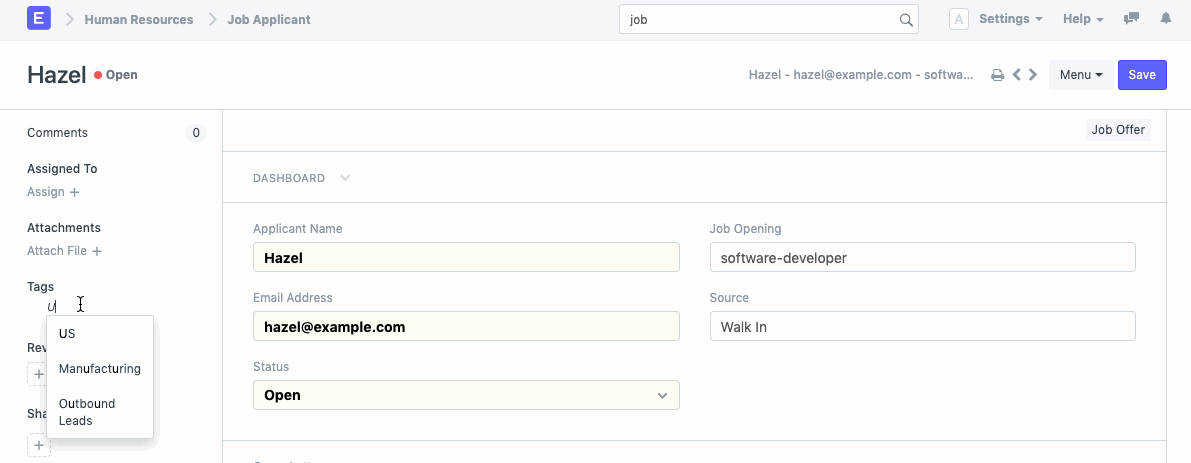 E Human Resources Job Applicant job A Settings Help
Hazel Open Hazel - hazel@example.com - softwa... Menu Save
Comments 0
Assigned To
Assign +
Attachments
Attach File +
Tags
U
US
Manufacturing
Outbound
Leads
Rev
+
Sha
+
Job Offer
DASHBOARD
Applicant Name
Hazel
Email Address
hazel@example.com
Status
Open
Job Opening
software-developer
Source
Walk In